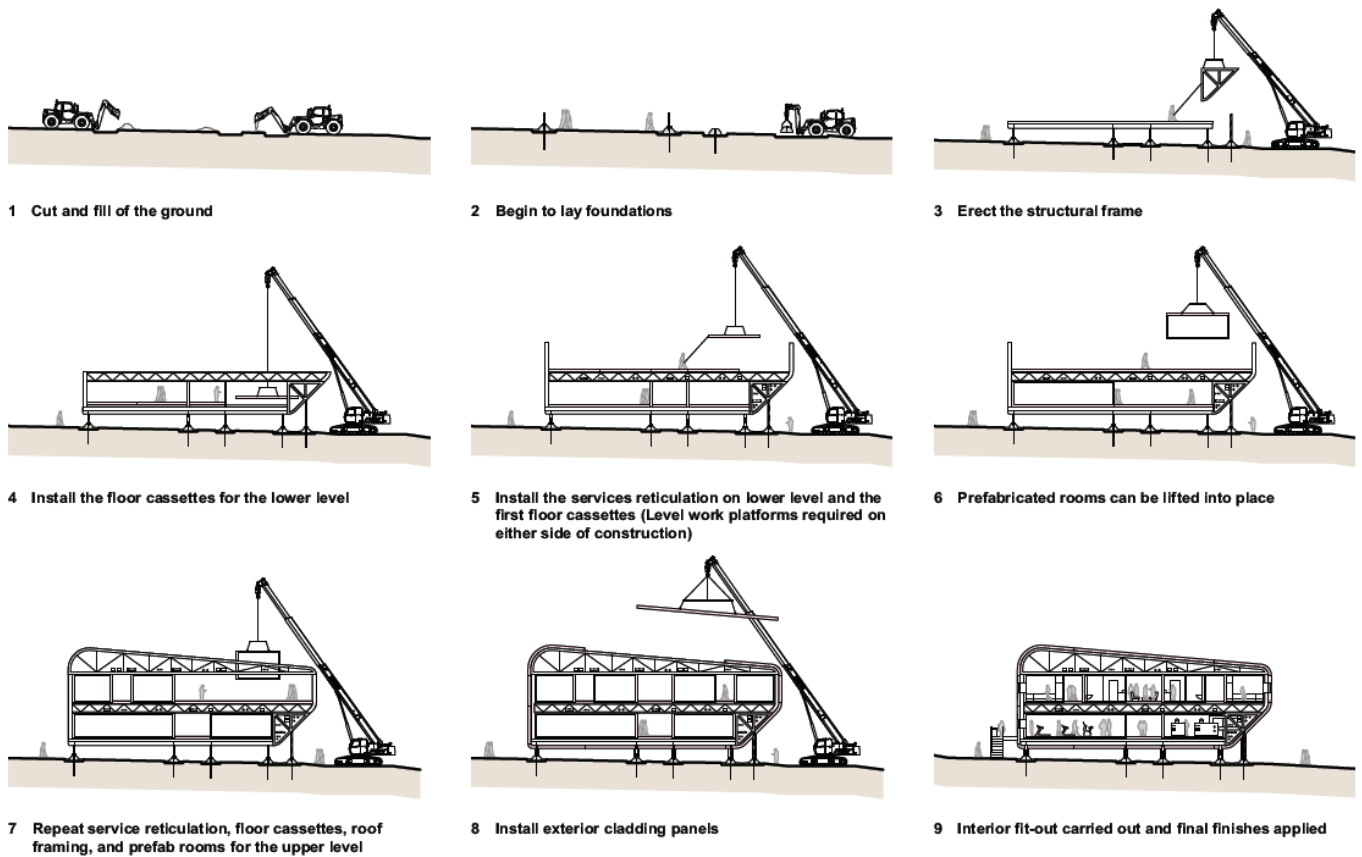 1 Cut and fill of the ground
2 Begin to lay foundations
3 Erect the structural frame
4 Install the floor cassettes for the lower level
5 Install the services reticulation on lower level and the
first floor cassettes (Level work platforms required on
either side of construction)
6 Prefabricated rooms can be lifted into place
7 Repeat service reticulation, floor cassettes, roof
framing, and prefab rooms for the upper level
8 Install exterior cladding panels
9 Interior fit-out carried out and final finishes applied